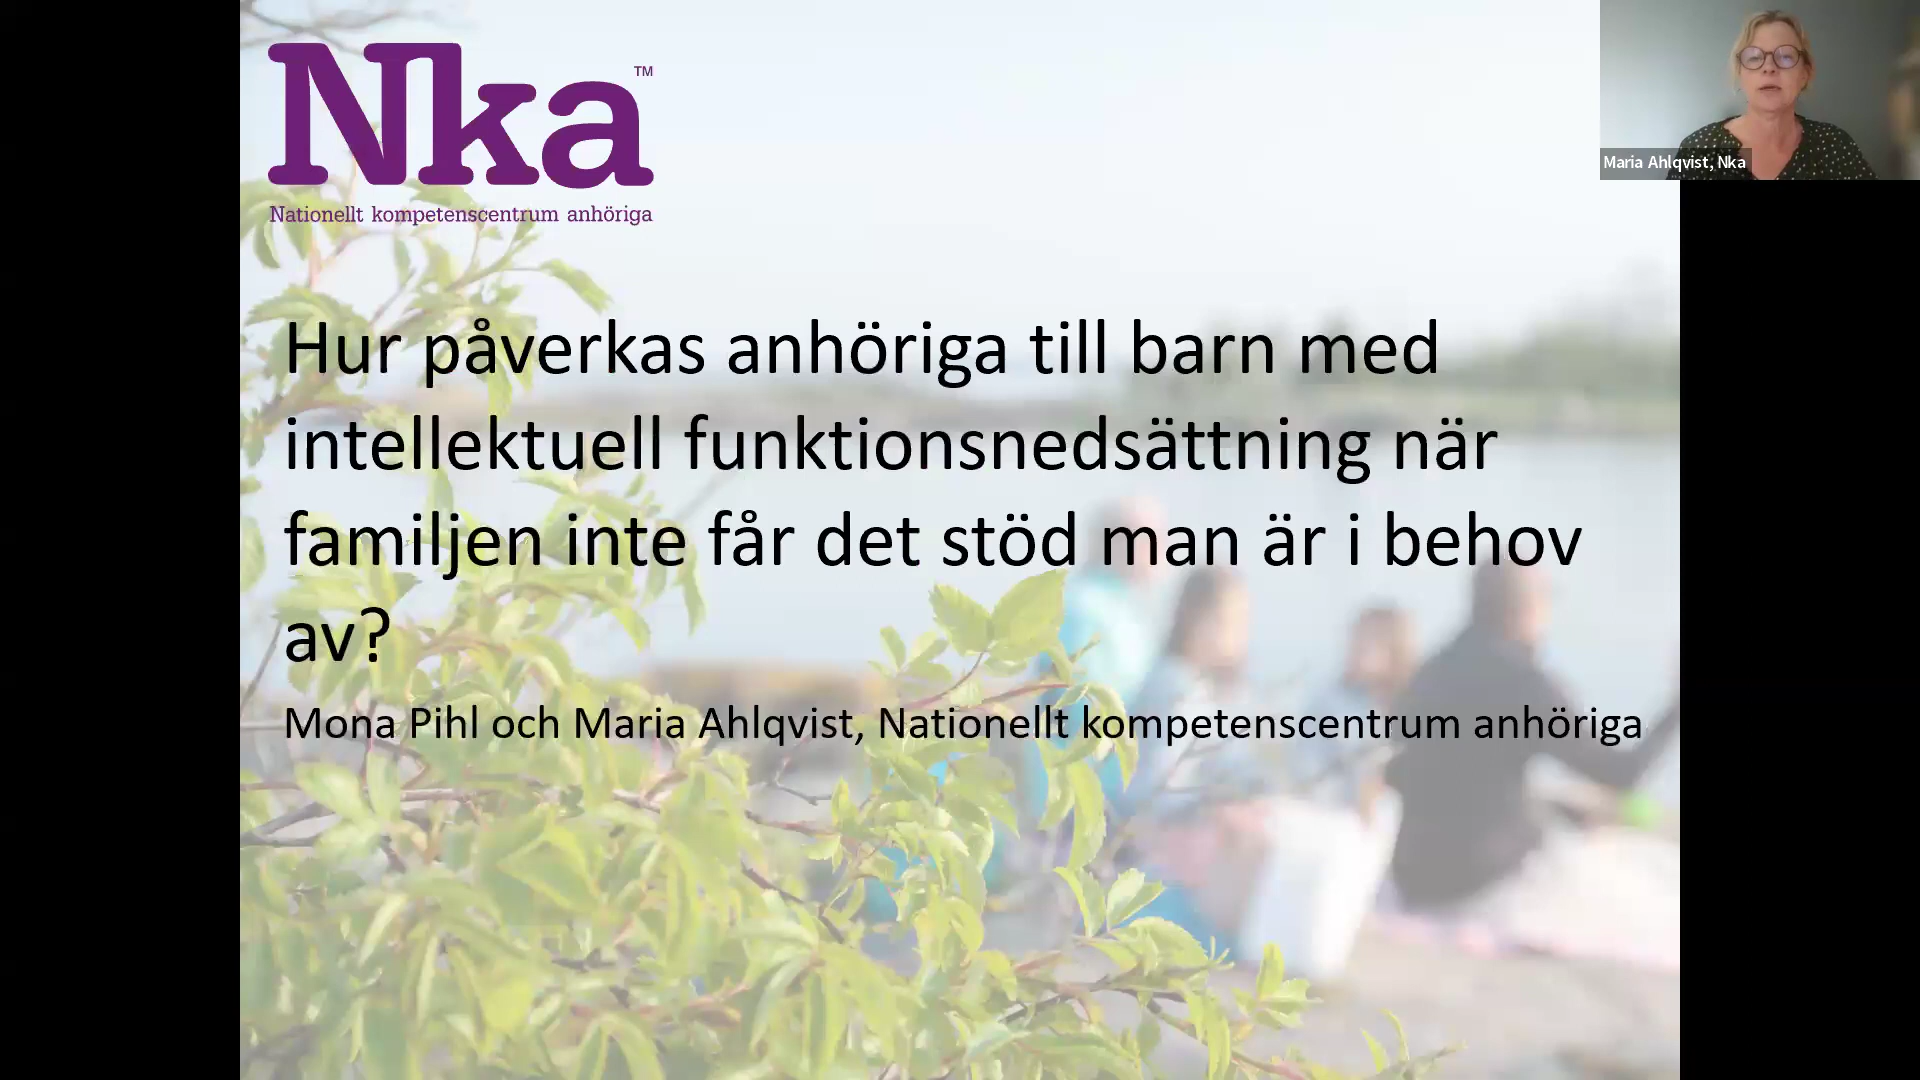 Nka™
Nationellt kompetenscentrum anhöriga
Maria Ahlqvist, Nka
Hur påverkas anhöriga till barn med
intellektuell funktionsnedsättning när
familjen inte får det stöd man är i behov
av?
Mona Pihl och Maria Ahlqvist, Nationellt kompetenscentrum anhöriga